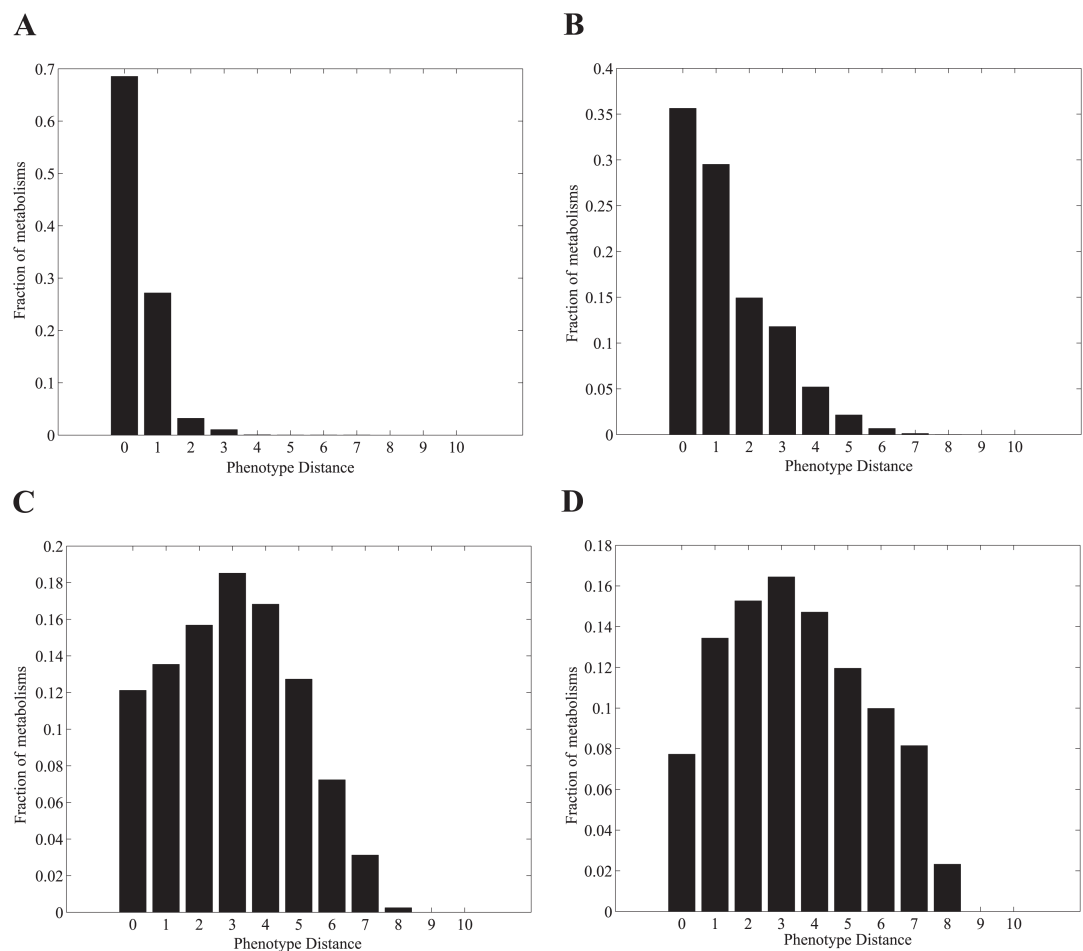 A
Fraction of metabolisms
0.7
0.6
0.5
0.4
0.3
0.2
0.1
0
0 1 2 3 4 5 6 7 8 9 10
Phenotype Distance
B
Fraction of metabolisms
0.4
0.35
0.3
0.25
0.2
0.15
0.1
0.05
0
0 1 2 3 4 5 6 7 8 9 10
Phenotype Distance
C
Fraction of metabolisms
0.2
0.18
0.16
0.14
0.12
0.1
0.08
0.06
0.04
0.02
0
0 1 2 3 4 5 6 7 8 9 10
Phenotype Distance
D
Fraction of metabolisms
0.18
0.16
0.14
0.12
0.1
0.08
0.06
0.04
0.02
0
0 1 2 3 4 5 6 7 8 9 10
Phenotype Distance